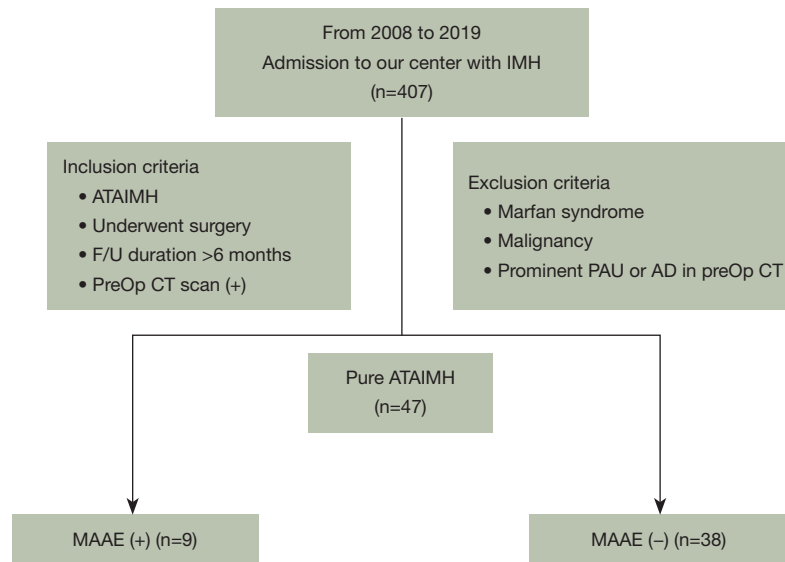 From 2008 to 2019
Admission to our center with IMH
(n=407)
Inclusion criteria
• ATAIMH
• Underwent surgery
• F/U duration >6 months
• PreOp CT scan (+)
Exclusion criteria
• Marfan syndrome
• Malignancy
• Prominent PAU or AD in preOp CT
Pure ATAIMH
(n=47)
MAAE (+) (n=9)
MAAE (–) (n=38)